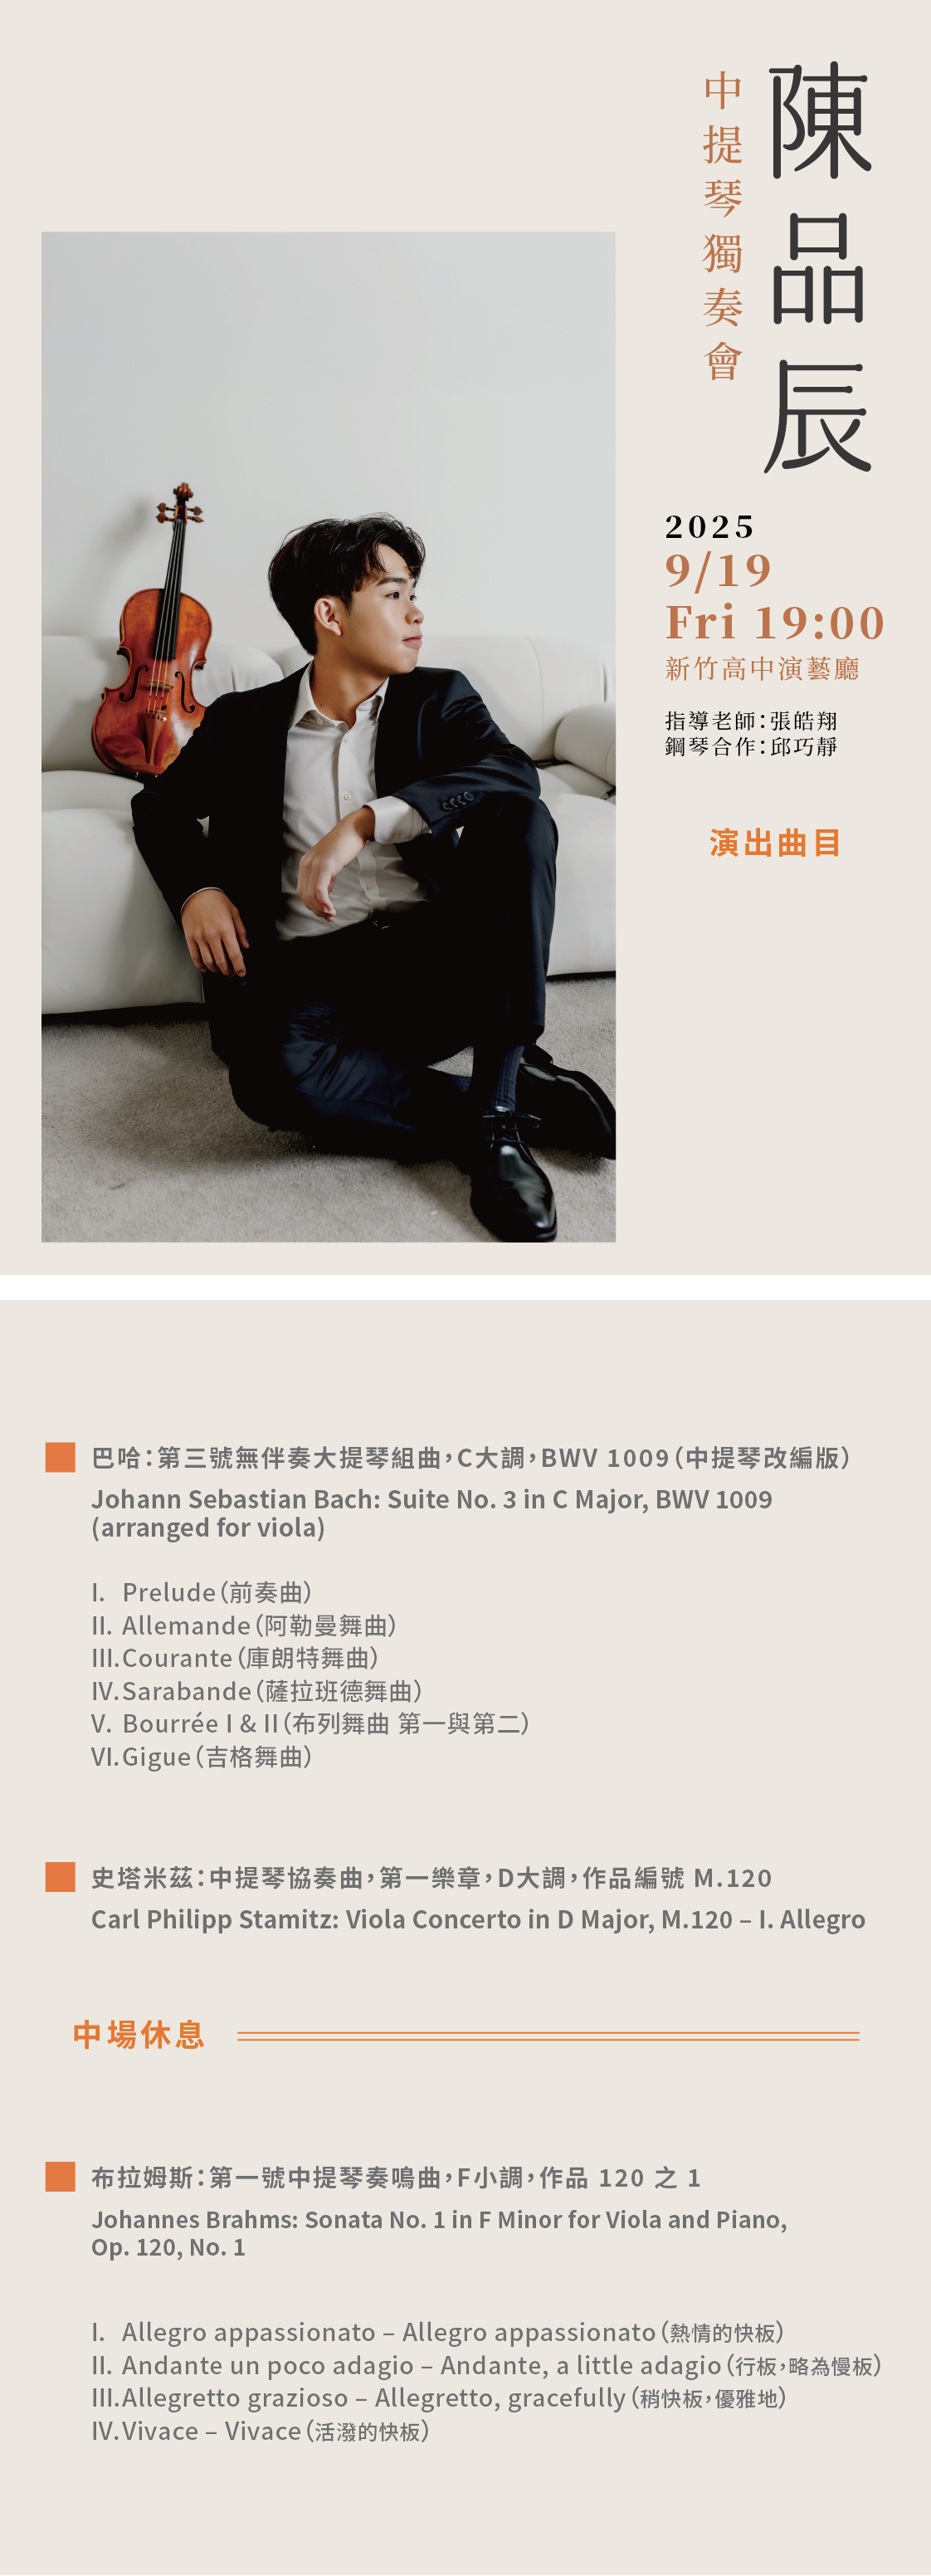 陳品辰
中提琴獨奏會
2025
9/19
Fri 19:00
新竹高中演藝廳
指導老師：張皓翔
鋼琴合作：邱巧靜
演出曲目
巴哈：第三號無伴奏大提琴組曲，C大調，BWV 1009（中提琴改編版）
Johann Sebastian Bach: Suite No. 3 in C Major, BWV 1009
(arranged for viola)
I. Prelude（前奏曲）
II. Allemande（阿勒曼舞曲）
III.Courante（庫朗特舞曲）
IV.Sarabande（薩拉班德舞曲）
V. Bourrée I & II（布列舞曲 第一與第二）
VI.Gigue（吉格舞曲）
史塔米茲：中提琴協奏曲，第一樂章，D大調，作品編號 M.120
Carl Philipp Stamitz: Viola Concerto in D Major, M.120 – I. Allegro
中場休息
布拉姆斯：第一號中提琴奏鳴曲，F小調，作品 120 之 1
Johannes Brahms: Sonata No. 1 in F Minor for Viola and Piano,
Op. 120, No. 1
I. Allegro appassionato – Allegro appassionato（熱情的快板）
II. Andante un poco adagio – Andante, a little adagio（行板，略為慢板）
III.Allegretto grazioso – Allegretto, gracefully（稍快板，優雅地）
IV.Vivace – Vivace（活潑的快板）